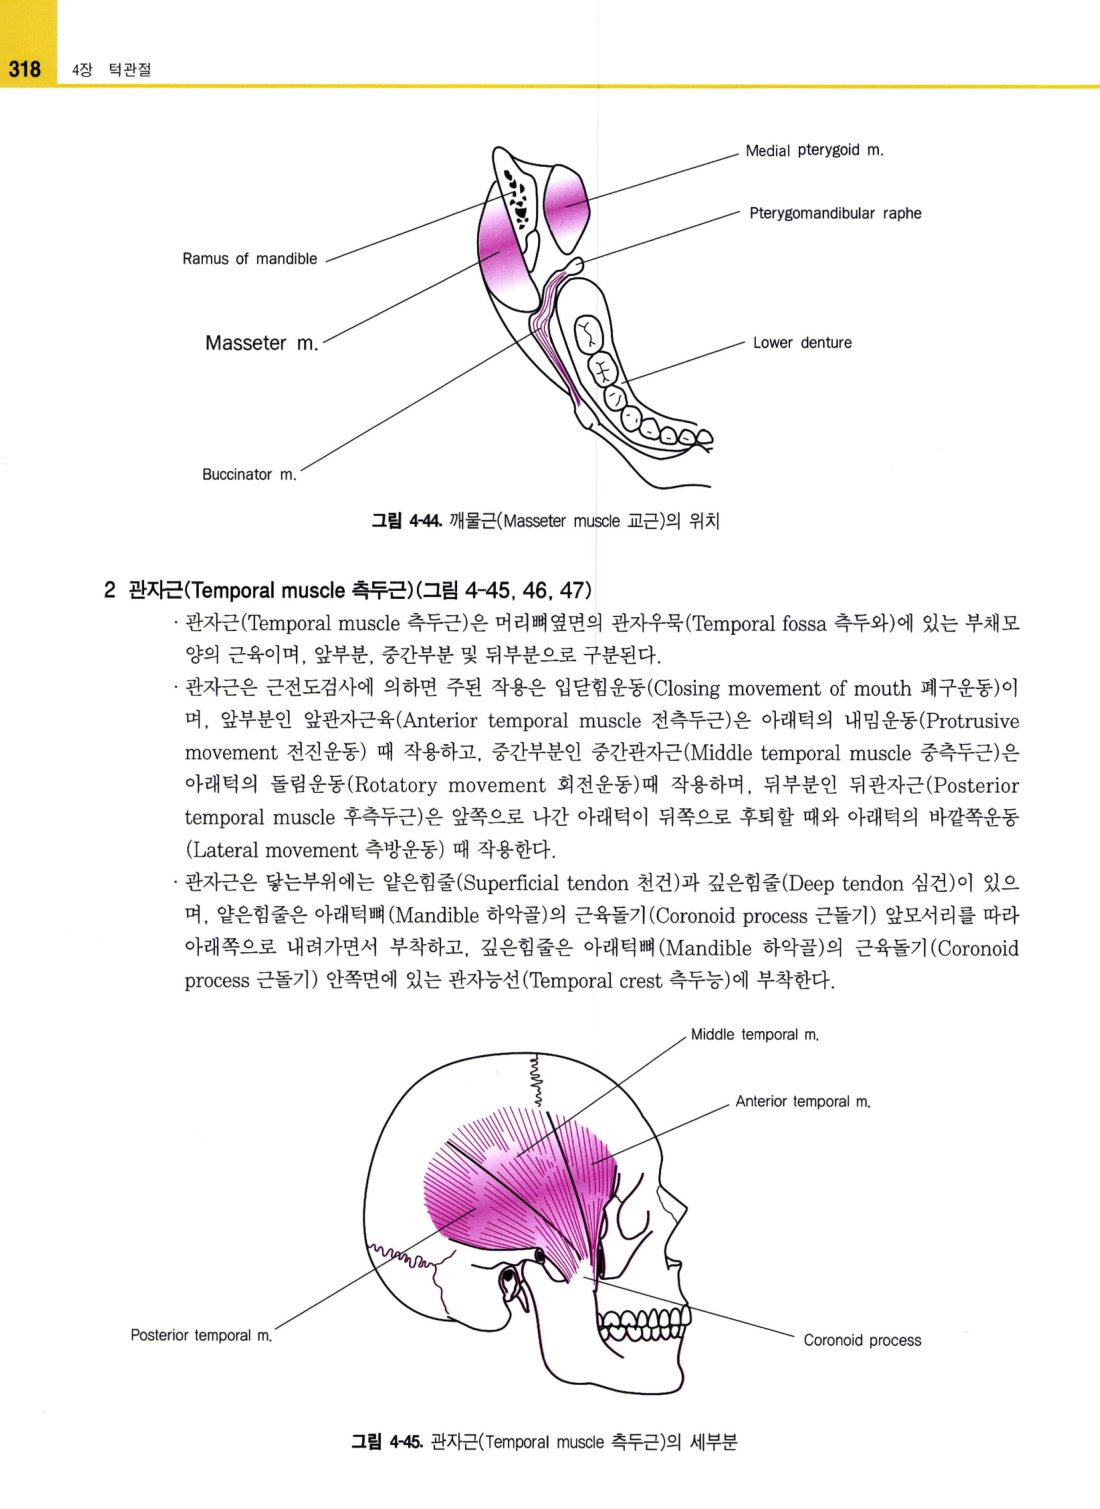 318 4장 턱관절
Medial pterygoid m.
Pterygomandibular raphe
Ramus of mandible
Masseter m.
Lower denture
Buccinator m.
그림 4-44. 깨물근(Masseter muscle 교근)의 위치
2 관자근(Temporal muscle 측두근)(그림 4-45, 46, 47)
· 관자근(Temporal muscle 측두근)은 머리뼈옆면의 관자우묵(Temporal fossa 측두와)에 있는 부채모
양의 근육이며, 앞부분, 중간부분 및 뒤부분으로 구분된다.
· 관자근은 근전도검사에 의하면 주된 작용은 입닫힘운동(Closing movement of mouth 폐구운동)이
며, 앞부분인 앞관자근육(Anterior temporal muscle 전측두근)은 아래턱의 내밈운동(Protrusive
movement 전진운동) 때 작용하고, 중간부분인 중간관자근(Middle temporal muscle 중측두근)은
아래턱의 돌림운동(Rotatory movement 회전운동)때 작용하며, 뒤부분인 뒤관자근(Posterior
temporal muscle 후측두근)은 앞쪽으로 나간 아래턱이 뒤쪽으로 후퇴할 때와 아래턱의 바깥쪽운동
(Lateral movement 측방운동) 때 작용한다.
· 관자근은 닿는부위에는 얕은힘줄(Superficial tendon 천건)과 깊은힘줄(Deep tendon 심건)이 있으
며, 얕은힘줄은 아래턱뼈(Mandible 하악골)의 근육돌기(Coronoid process 근돌기) 앞모서리를 따라
아래쪽으로 내려가면서 부착하고, 깊은힘줄은 아래턱뼈(Mandible 하악골)의 근육돌기(Coronoid
process 근돌기) 안쪽면에 있는 관자능선(Temporal crest 측두능)에 부착한다.
Middle temporal m.
Anterior temporal m.
Posterior temporal m.
Coronoid process
그림 4-45. 관자근(Temporal muscle 측두근)의 세부분